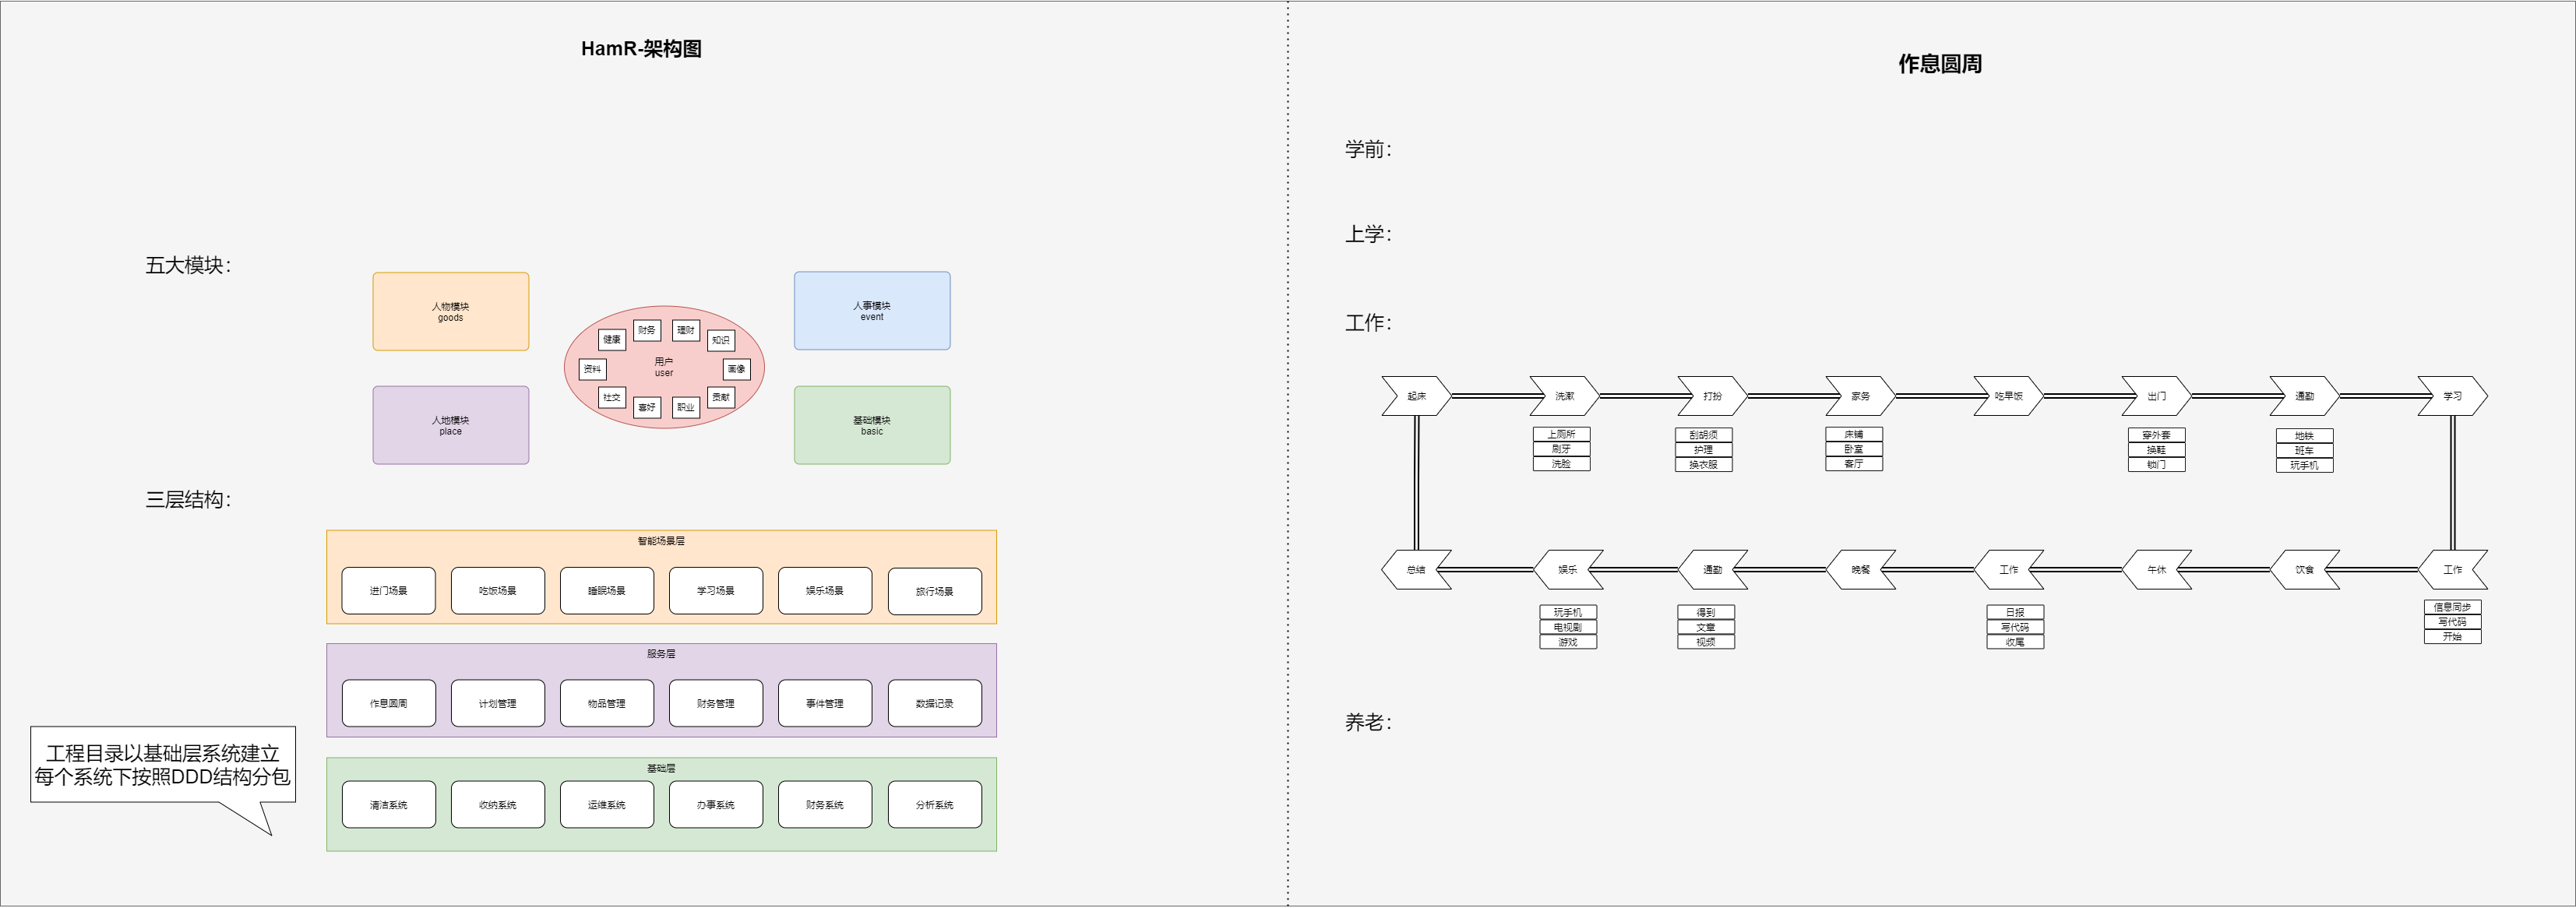 HamR-架构图
五大模块：
人物模块
goods
人事模块
event
财务
理财
健康
知识
用户
user
资料
画像
社交
贡献
喜好
职业
人地模块
place
基础模块
basic
三层结构：
智能场景层
进门场景
吃饭场景
睡眠场景
学习场景
娱乐场景
旅行场景
服务层
作息圆周
计划管理
物品管理
财务管理
事件管理
数据记录
工程目录以基础层系统建立
每个系统下按照DDD结构分包
基础层
清洁系统
收纳系统
运维系统
办事系统
财务系统
分析系统
作息圆周
学前：
上学：
工作：
起床
洗漱
打扮
家务
吃早饭
出门
通勤
学习
上厕所
刷牙
洗脸
刮胡须
护理
换衣服
床铺
卧室
客厅
穿外套
换鞋
锁门
地铁
班车
玩手机
总结
娱乐
通勤
晚餐
工作
午休
饮食
工作
玩手机
电视剧
游戏
得到
文章
视频
日报
写代码
收尾
信息同步
写代码
开始
养老：